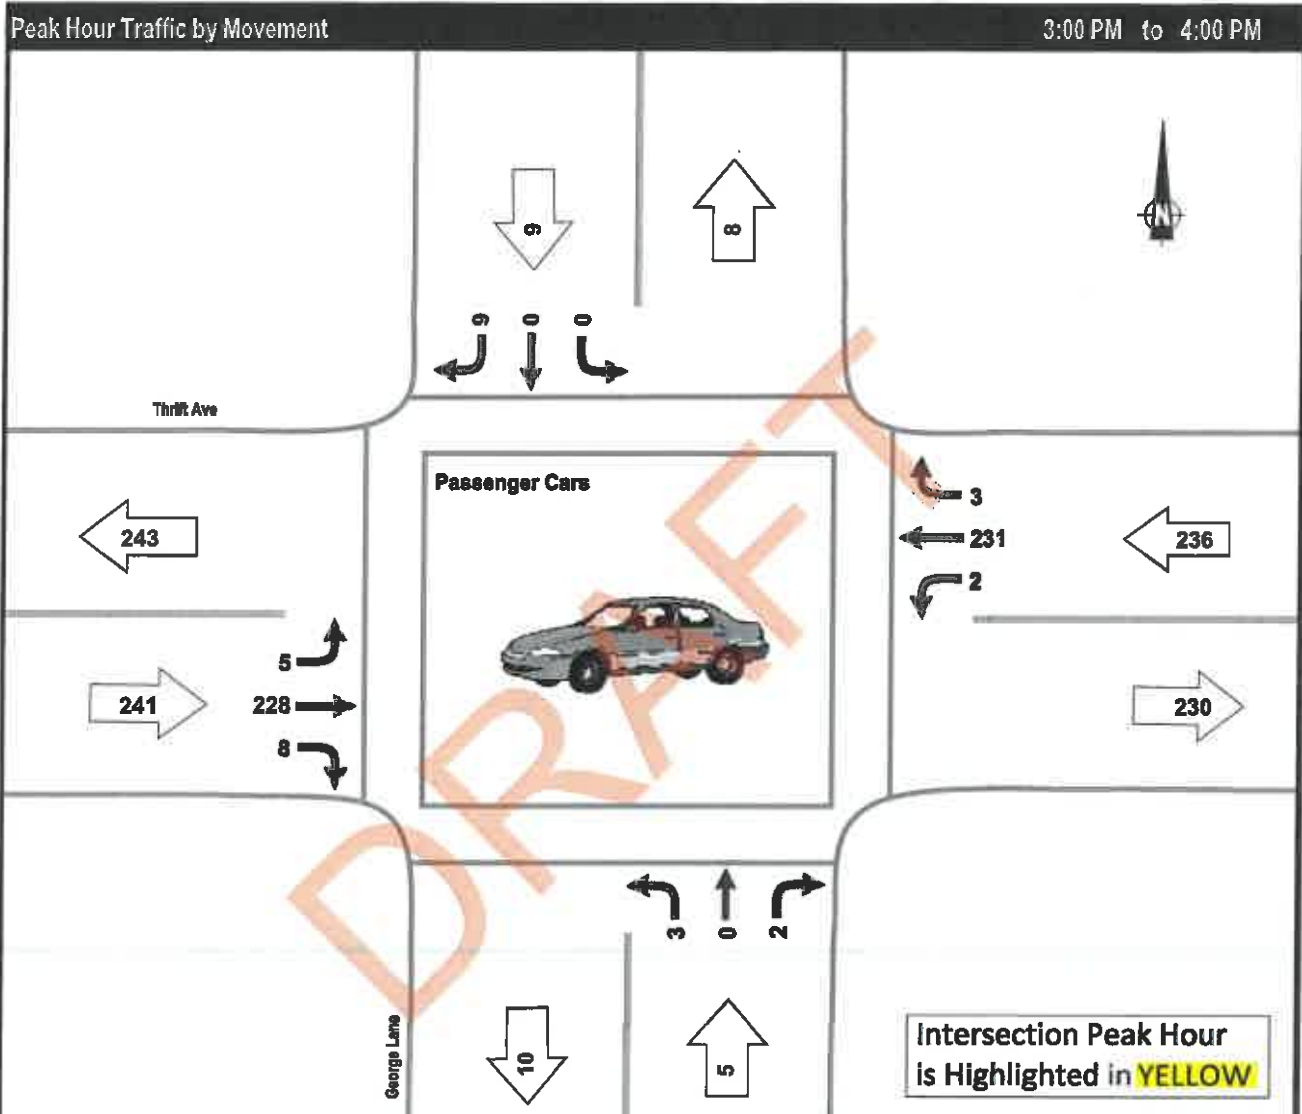 Peak Hour Traffic by Movement 3:00 PM to 4:00 PM
N
9
8
9 0 0
Thrift Ave
Passenger Cars
3
243
231
236
2
5
241
228
230
8
DRAFT
3 0 2
George Lane
10
5
Intersection Peak Hour
is Highlighted in YELLOW